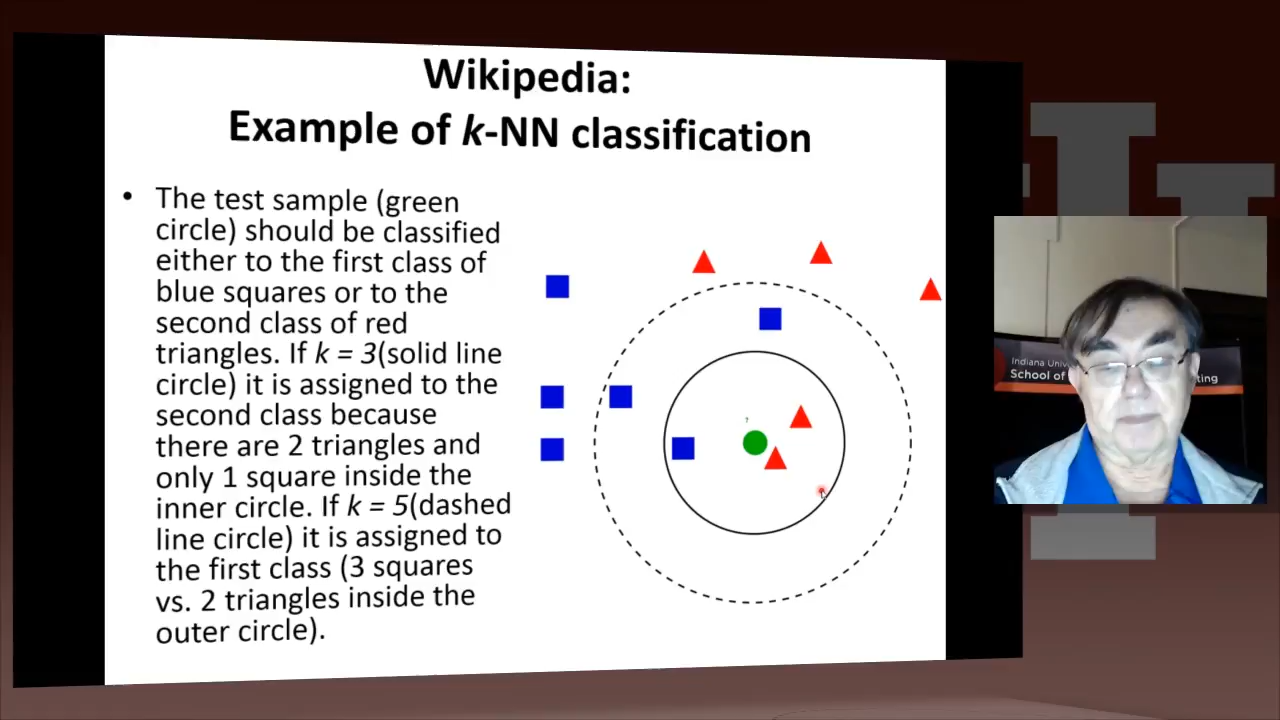 Wikipedia:
Example of k-NN classification
• The test sample (green
circle) should be classified
either to the first class of
blue squares or to the
second class of red
triangles. If k = 3(solid line
circle) it is assigned to the
second class because
there are 2 triangles and
only 1 square inside the
inner circle. If k = 5(dashed
line circle) it is assigned to
the first class (3 squares
vs. 2 triangles inside the
outer circle).
?
Indiana
School of